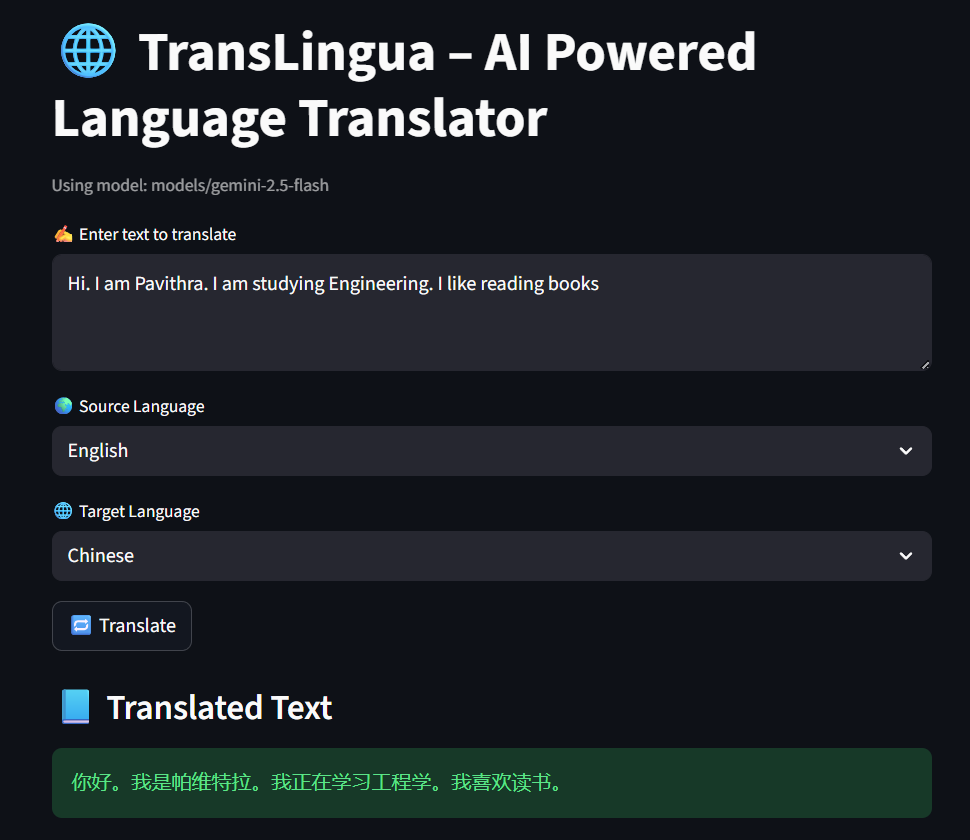 🌐 TransLingua – AI Powered
Language Translator
Using model: models/gemini-2.5-flash
✍️ Enter text to translate
Hi. I am Pavithra. I am studying Engineering. I like reading books
🌍 Source Language
English
🌐 Target Language
Chinese
🔁 Translate
📘 Translated Text
你好。我是帕维特拉。我正在学习工程学。我喜欢读书。